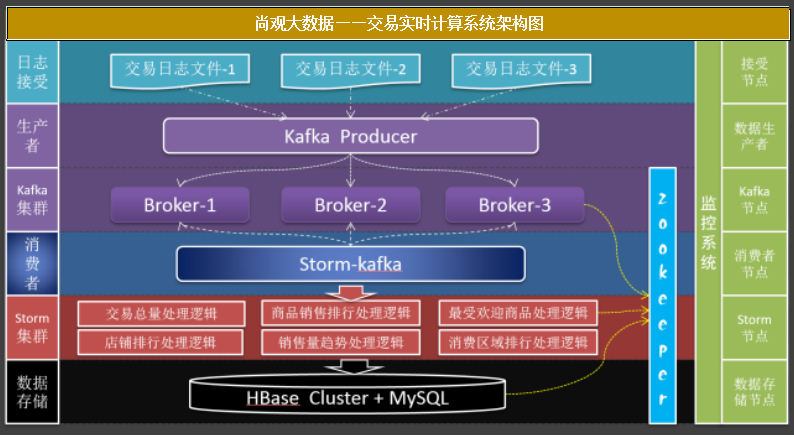 尚观大数据——交易实时计算系统架构图
日志
接受
交易日志文件-1
交易日志文件-2
交易日志文件-3
接受
节点
生产
者
Kafka Producer
数据生
产者
Kafka
集群
Broker-1
Broker-2
Broker-3
zookeeper
监控系统
Kafka
节点
消
费
者
Storm-kafka
消费者
节点
Storm
集群
交易总量处理逻辑
商品销售排行处理逻辑
最受欢迎商品处理逻辑
店铺排行处理逻辑
销售量趋势处理逻辑
消费区域排行处理逻辑
Storm
节点
数据
存储
HBase Cluster + MySQL
数据存
储节点